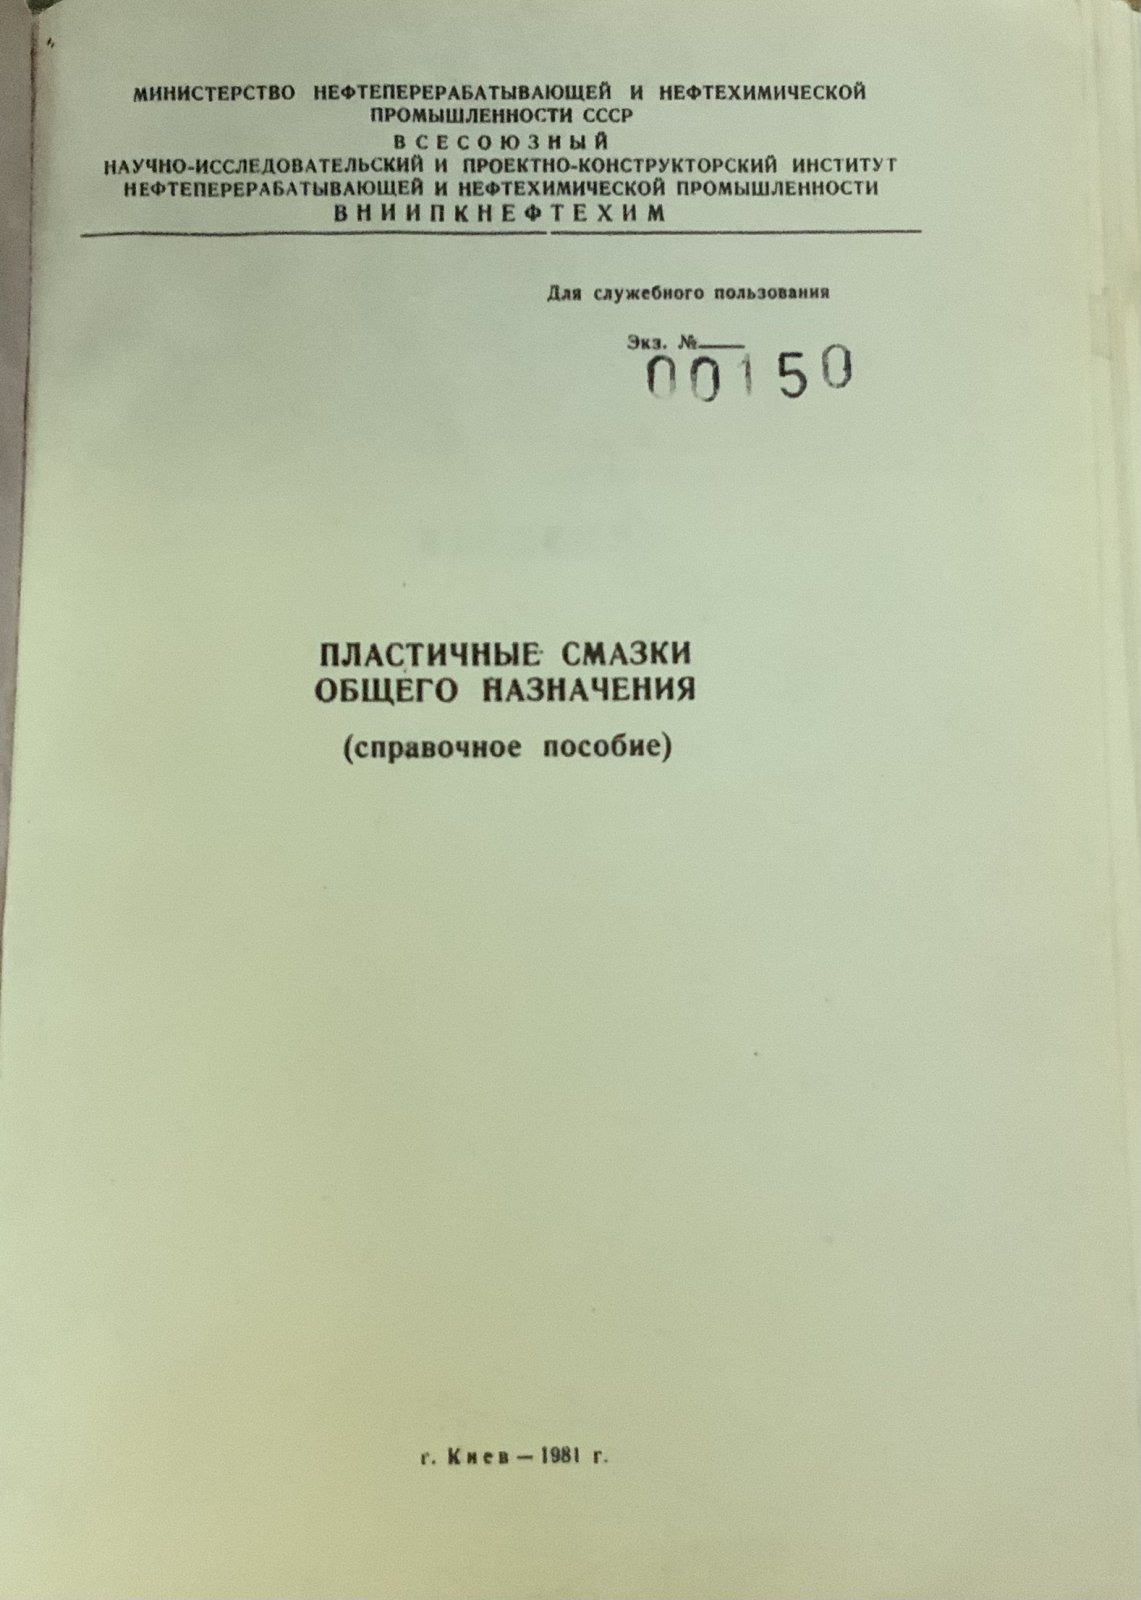 МИНИСТЕРСТВО НЕФТЕПЕРЕРАБАТЫВАЮЩЕЙ И НЕФТЕХИМИЧЕСКОЙ
ПРОМЫШЛЕННОСТИ СССР
ВСЕСОЮЗНЫЙ
НАУЧНО-ИССЛЕДОВАТЕЛЬСКИЙ И ПРОЕКТНО-КОНСТРУКТОРСКИЙ ИНСТИТУТ
НЕФТЕПЕРЕРАБАТЫВАЮЩЕЙ И НЕФТЕХИМИЧЕСКОЙ ПРОМЫШЛЕННОСТИ
ВНИИПКНЕФТЕХИМ
Для служебного пользования
Экз. №
00150
ПЛАСТИЧНЫЕ СМАЗКИ
ОБЩЕГО НАЗНАЧЕНИЯ
(справочное пособие)
г. Киев — 1981 г.